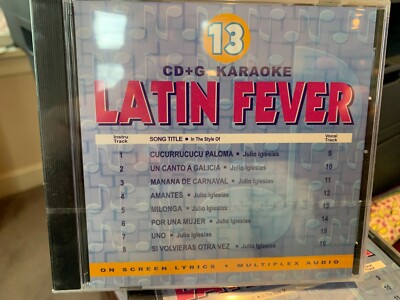 13
CD+G KARAOKE
LATIN FEVER
Instru Track SONG TITLE ■ In The Style Of Vocal Track
1 CUCURRUCUCU PALOMA ■ Julio Iglesias 9
2 UN CANTO A GALICIA ■ Julio Iglesias 10
3 MANANA DE CARNAVAL ■ Julio Iglesias 11
4 AMANTES ■ Julio Iglesias 12
5 MILONGA ■ Julio Iglesias 13
6 POR UNA MUJER ■ Julio Iglesias 14
7 UNO ■ Julio Iglesias 15
8 SI VOLVIERAS OTRA VEZ ■ Julio Iglesias 16
ON SCREEN LYRICS • MULTIPLEX AUDIO